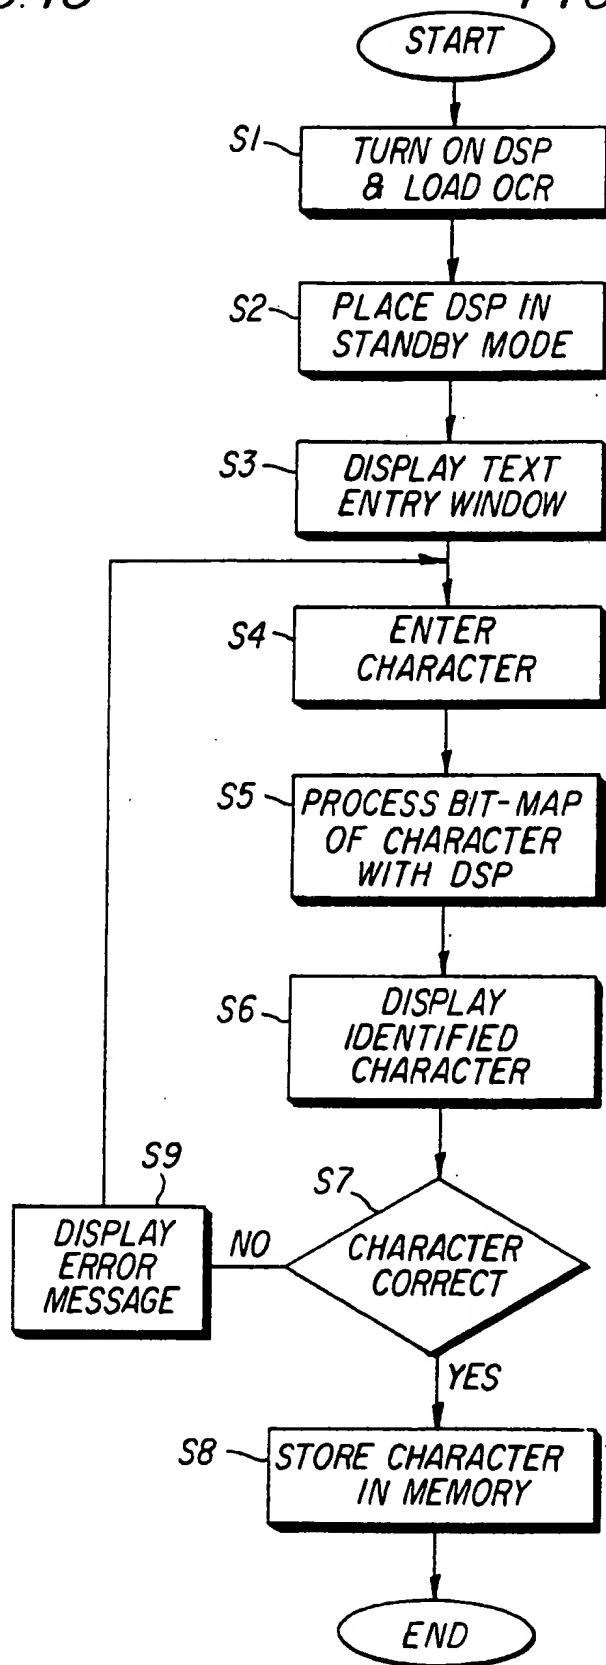 START
S1
TURN ON DSP
& LOAD OCR
S2
PLACE DSP IN
STANDBY MODE
S3
DISPLAY TEXT
ENTRY WINDOW
S4
ENTER
CHARACTER
S5
PROCESS BIT-MAP
OF CHARACTER
WITH DSP
S6
DISPLAY
IDENTIFIED
CHARACTER
S9
DISPLAY
ERROR
MESSAGE
NO
S7
CHARACTER
CORRECT
YES
S8
STORE CHARACTER
IN MEMORY
END